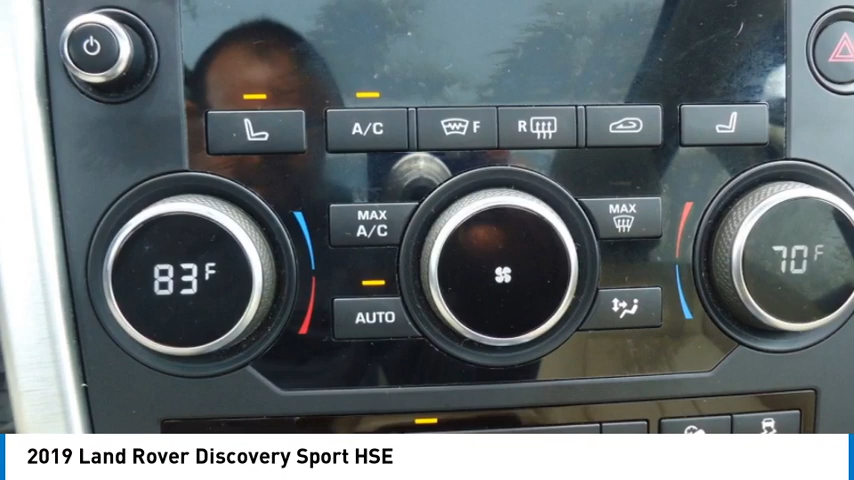 A/C F R
MAX A/C MAX
83F 70F
AUTO
2019 Land Rover Discovery Sport HSE